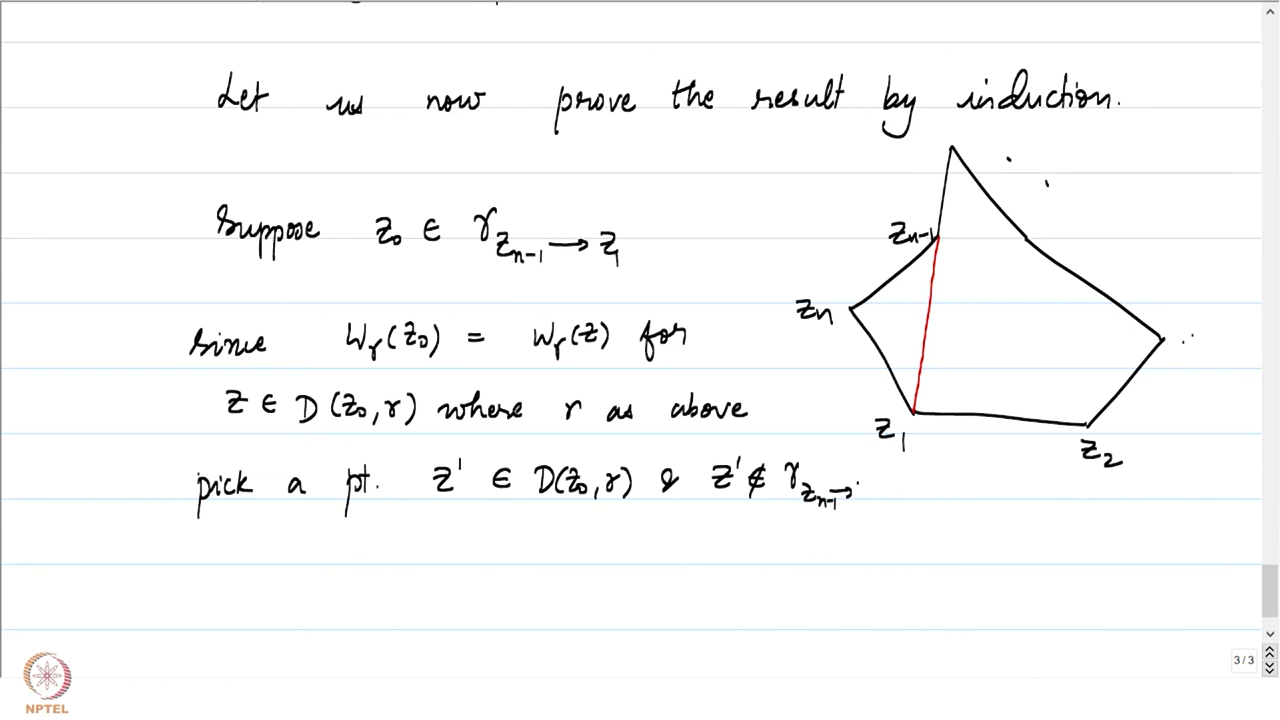 Let us now prove the result by induction.
Suppose z₀ ∈ γ_{z_{n-1} → z_1}
since W_γ(z₀) = W_γ(z) for
z ∈ D(z₀, r) where r as above
pick a pt. z' ∈ D(z₀, r) & z' ∉ γ_{z_{n-1} →
z_{n-1}
z_n
z_1
z_2
3 / 3
NPTEL